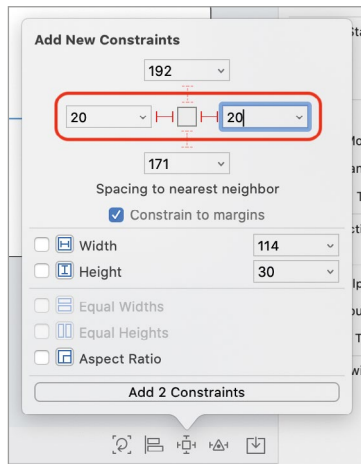 Add New Constraints
192
20 20
171
Spacing to nearest neighbor
Constrain to margins
Width 114
Height 30
Equal Widths
Equal Heights
Aspect Ratio
Add 2 Constraints